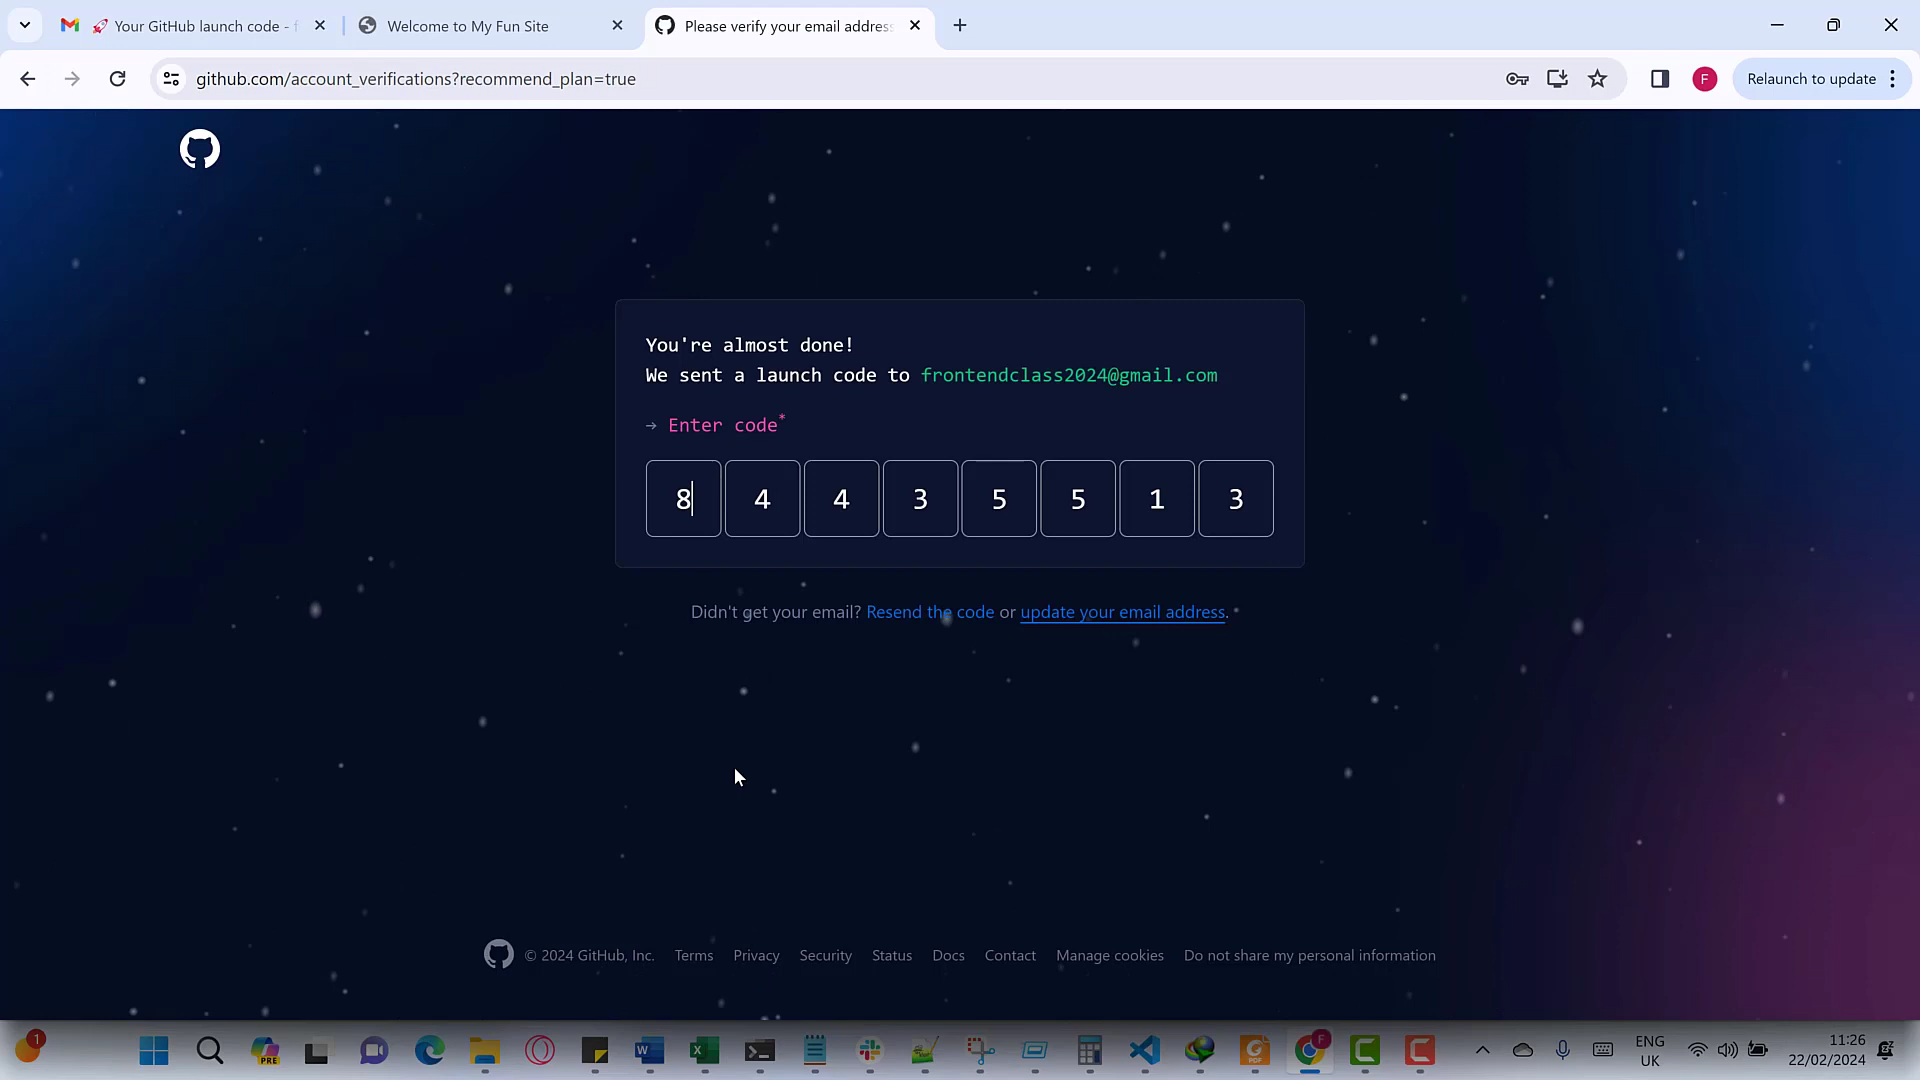 🚀 Your GitHub launch code - f
Welcome to My Fun Site
Please verify your email address
github.com/account_verifications?recommend_plan=true
F
Relaunch to update
You're almost done!
We sent a launch code to frontendclass2024@gmail.com
→ Enter code*
8 4 4 3 5 5 1 3
Didn't get your email? Resend the code or update your email address.
© 2024 GitHub, Inc. Terms Privacy Security Status Docs Contact Manage cookies Do not share my personal information
1
PRE
F
ENG
UK
11:26
22/02/2024